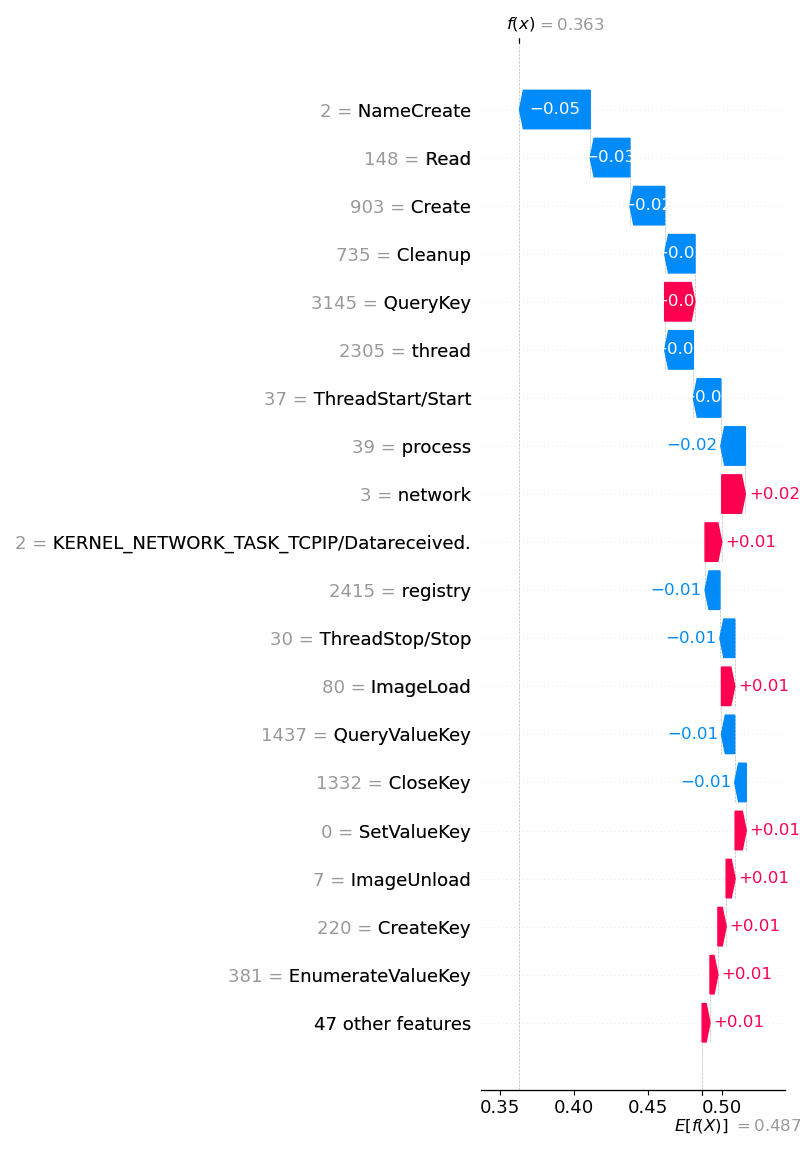 f(x) = 0.363
2 = NameCreate −0.05
148 = Read −0.03
903 = Create −0.02
735 = Cleanup −0.0
3145 = QueryKey +0.0
2305 = thread −0.0
37 = ThreadStart/Start −0.0
39 = process −0.02
3 = network +0.02
2 = KERNEL_NETWORK_TASK_TCPIP/Datareceived. +0.01
2415 = registry −0.01
30 = ThreadStop/Stop −0.01
80 = ImageLoad +0.01
1437 = QueryValueKey −0.01
1332 = CloseKey −0.01
0 = SetValueKey +0.01
7 = ImageUnload +0.01
220 = CreateKey +0.01
381 = EnumerateValueKey +0.01
47 other features +0.01
0.35 0.40 0.45 0.50
E[f(X)] = 0.487